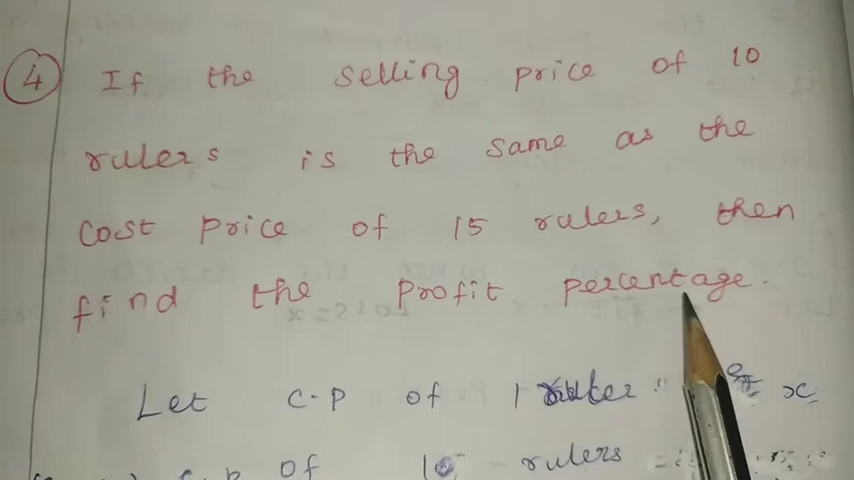 4 If the selling price of 10
rulers is the same as the
cost price of 15 rulers, then
find the profit percentage.
Let C.P of 1 ruler x
C.P of 10 rulers =